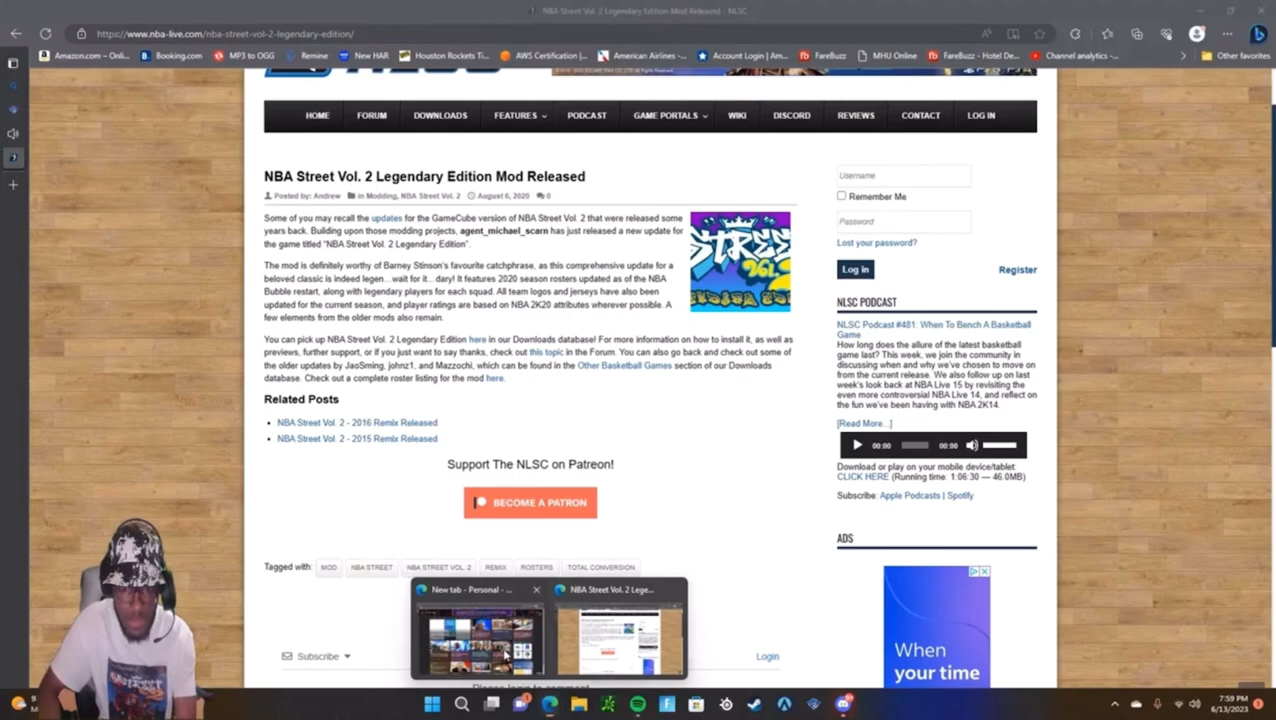 NBA Street Vol. 2 Legendary Edition Mod Released - NLSC
https://www.nba-live.com/nba-street-vol-2-legendary-edition/
Amazon.com – Onli... Booking.com MP3 to OGG Remine New HAR Houston Rockets Ti... AWS Certification |... American Airlines -... Account Login | Am... FareBuzz MHU Online FareBuzz - Hotel De... Channel analytics -... Other favorites
HOME FORUM DOWNLOADS FEATURES PODCAST GAME PORTALS WIKI DISCORD REVIEWS CONTACT LOG IN
NBA Street Vol. 2 Legendary Edition Mod Released
Posted by: Andrew in Modding, NBA Street Vol. 2 August 6, 2020 0
Some of you may recall the updates for the GameCube version of NBA Street Vol. 2 that were released some
years back. Building upon those modding projects, agent_michael_scarn has just released a new update for
the game titled "NBA Street Vol. 2 Legendary Edition".
The mod is definitely worthy of Barney Stinson's favourite catchphrase, as this comprehensive update for a
beloved classic is indeed legen...wait for it...dary! It features 2020 season rosters updated as of the NBA
Bubble restart, along with legendary players for each squad. All team logos and jerseys have also been
updated for the current season, and player ratings are based on NBA 2K20 attributes wherever possible. A
few elements from the older mods also remain.
STREE
VOL 2
You can pick up NBA Street Vol. 2 Legendary Edition here in our Downloads database! For more information on how to install it, as well as
previews, further support, or if you just want to say thanks, check out this topic in the Forum. You can also go back and check out some of
the older updates by JaoSming, johnz1, and Mazzocchi, which can be found in the Other Basketball Games section of our Downloads
database. Check out a complete roster listing for the mod here.
Related Posts
NBA Street Vol. 2 - 2016 Remix Released
NBA Street Vol. 2 - 2015 Remix Released
Support The NLSC on Patreon!
BECOME A PATRON
Tagged with: MOD NBA STREET NBA STREET VOL. 2 REMIX ROSTERS TOTAL CONVERSION
Subscribe
Login
Username
Remember Me
Password
Lost your password?
Log in
Register
NLSC PODCAST
NLSC Podcast #481: When To Bench A Basketball
Game
How long does the allure of the latest basketball
game last? This week, we join the community in
discussing when and why we've chosen to move on
from the current release. We also follow up on last
week's look back at NBA Live 15 by revisiting the
even more controversial NBA Live 14, and reflect on
the fun we've been having with NBA 2K14.
[Read More...]
00:00 00:00
Download or play on your mobile device/tablet:
CLICK HERE (Running time: 1:06:30 — 46.0MB)
Subscribe: Apple Podcasts | Spotify
ADS
When
your time
New tab - Personal - ...
NBA Street Vol. 2 Lege...
7:59 PM
6/13/2023